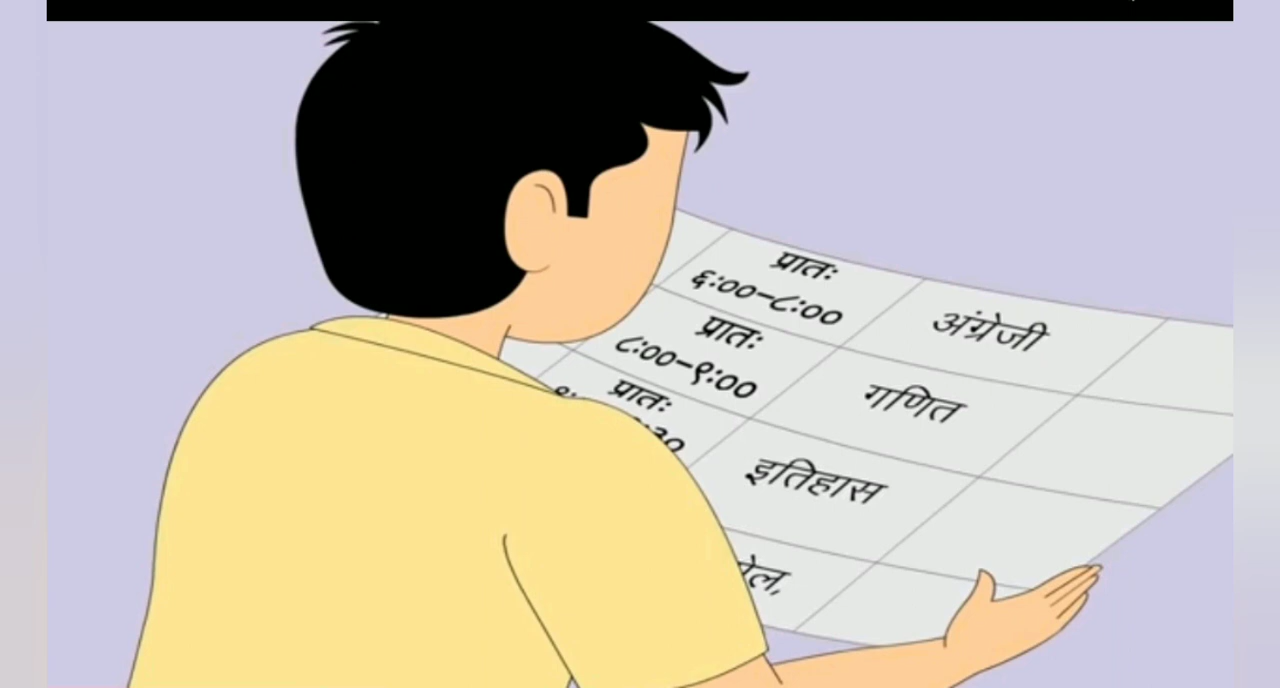 प्रातः
६:००-८:०० अंग्रेजी
प्रातः
८:००-९:०० गणित
प्रातः
इतिहास